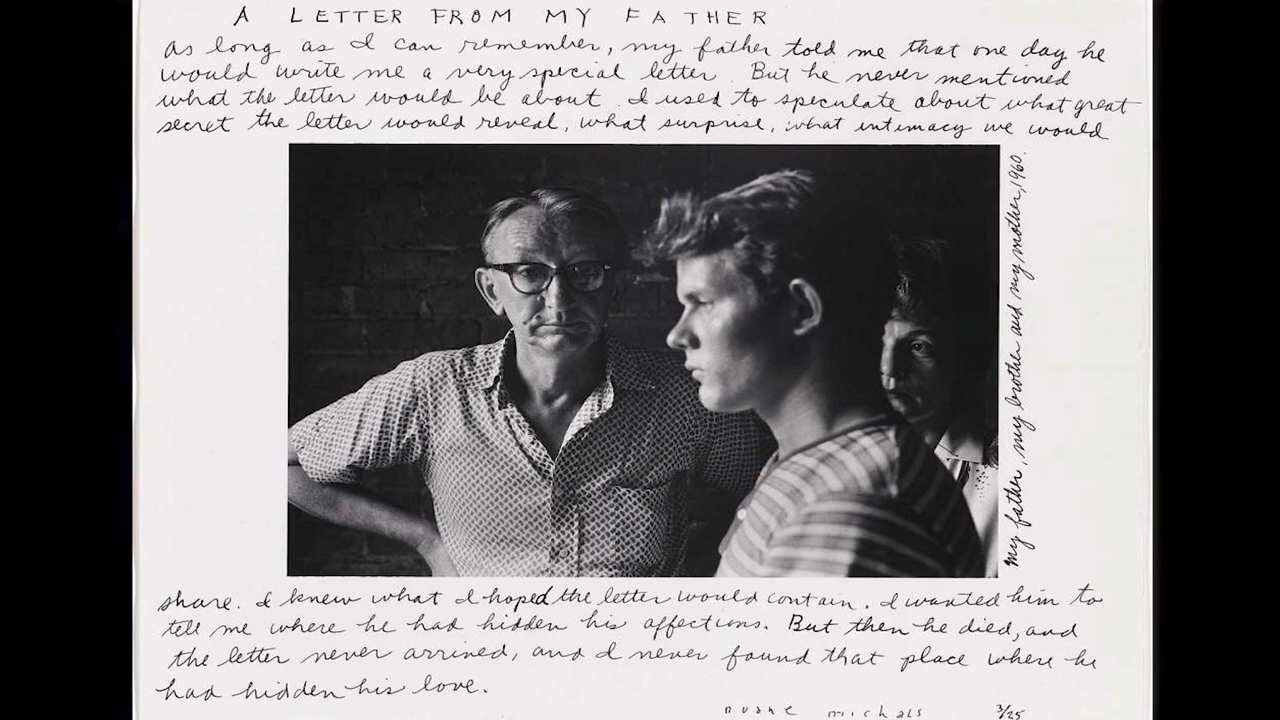 A LETTER FROM MY FATHER
As long as I can remember, my father told me that one day he
would write me a very special letter. But he never mentioned
what the letter would be about. I used to speculate about what great
secret the letter would reveal, what surprise, what intimacy we would
My father, my brother and my mother, 1960.
share. I knew what I hoped the letter would contain. I wanted him to
tell me where he had hidden his affections. But then he died, and
the letter never arrived, and I never found that place where he
had hidden his love.
Duane Michals 3/25